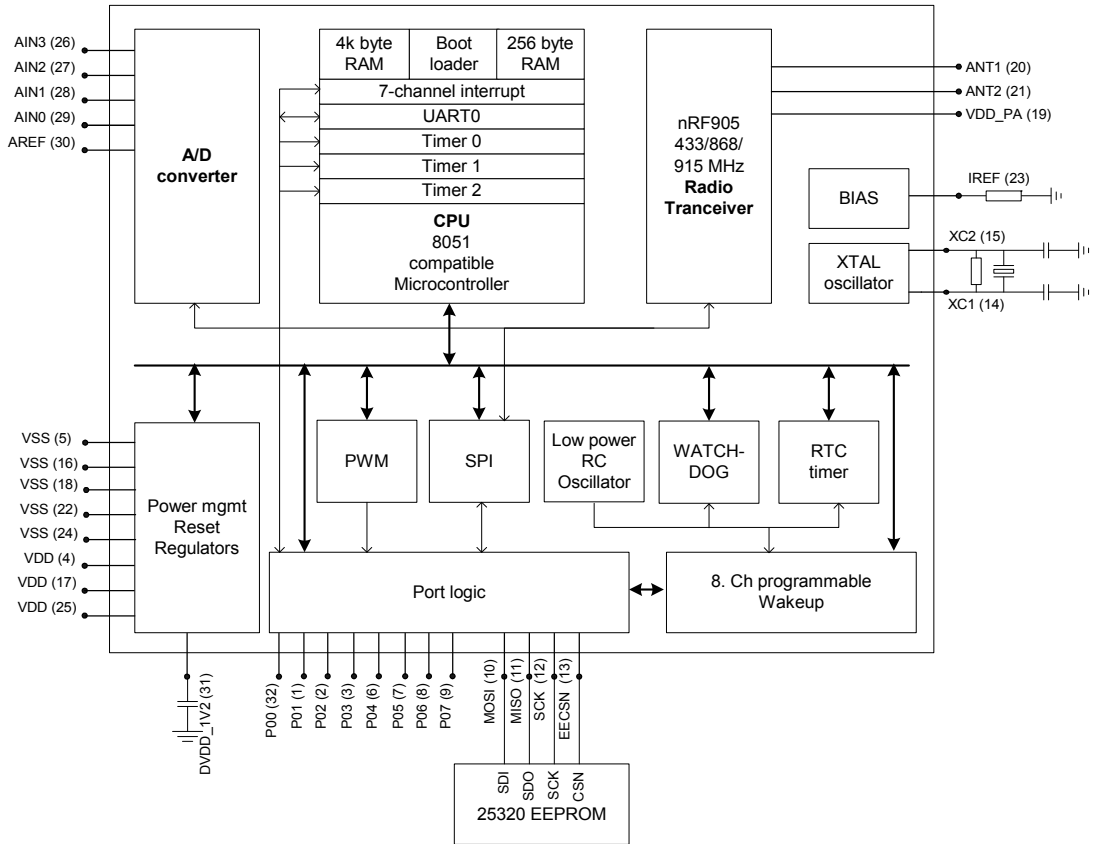 AIN3 (26)
AIN2 (27)
AIN1 (28)
AIN0 (29)
AREF (30)
A/D
converter
4k byte
RAM
Boot
loader
256 byte
RAM
7-channel interrupt
UART0
Timer 0
Timer 1
Timer 2
CPU
8051
compatible
Microcontroller
nRF905
433/868/
915 MHz
Radio
Tranceiver
ANT1 (20)
ANT2 (21)
VDD_PA (19)
BIAS
IREF (23)
XTAL
oscillator
XC2 (15)
XC1 (14)
VSS (5)
VSS (16)
VSS (18)
VSS (22)
VSS (24)
VDD (4)
VDD (17)
VDD (25)
Power mgmt
Reset
Regulators
PWM
SPI
Low power
RC
Oscillator
WATCH-
DOG
RTC
timer
Port logic
8. Ch programmable
Wakeup
DVDD_1V2 (31)
P00 (32)
P01 (1)
P02 (2)
P03 (3)
P04 (6)
P05 (7)
P06 (8)
P07 (9)
MOSI (10)
MISO (11)
SCK (12)
EECSN (13)
SDI
SDO
SCK
CSN
25320 EEPROM